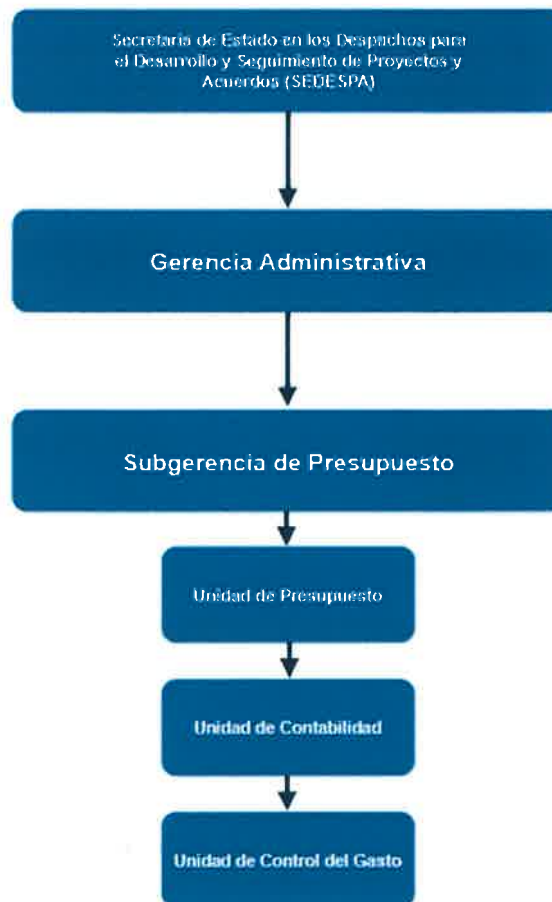 Secretaría de Estado en los Despachos para
el Desarrollo y Seguimiento de Proyectos y
Acuerdos (SEDESPA)
Gerencia Administrativa
Subgerencia de Presupuesto
Unidad de Presupuesto
Unidad de Contabilidad
Unidad de Control del Gasto